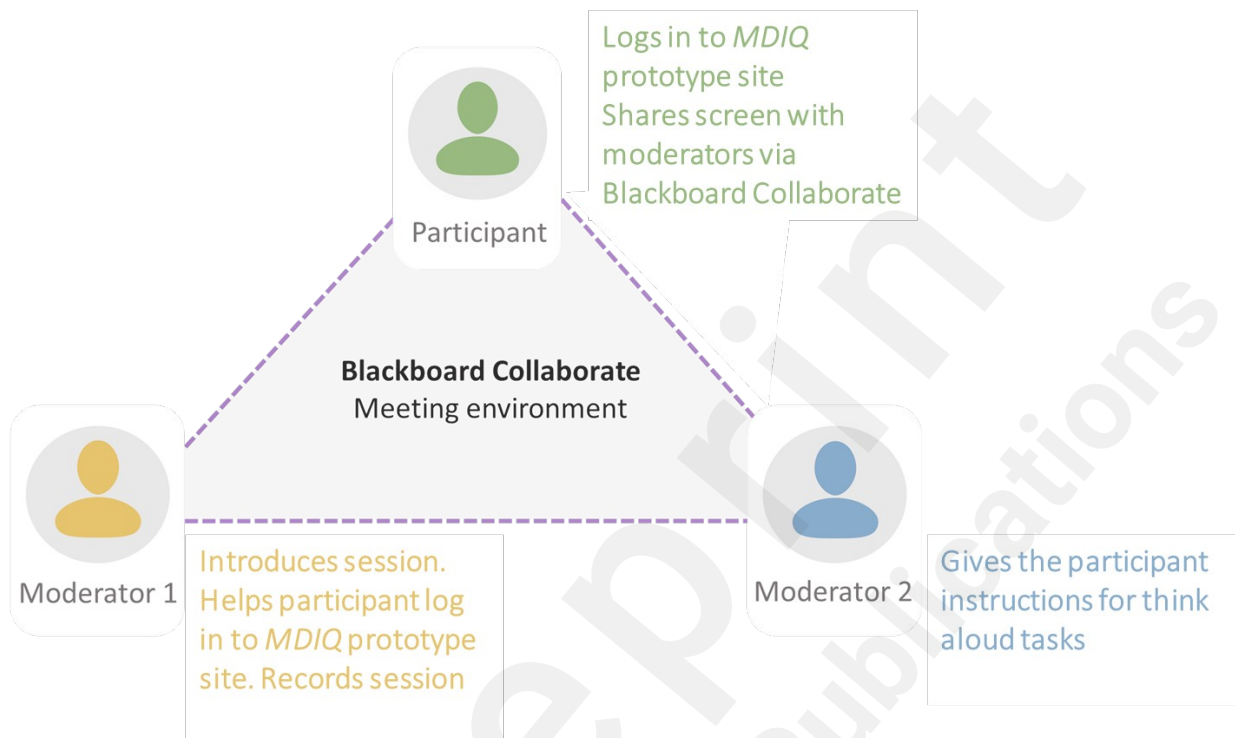 Logs in to MDIQ
prototype site
Shares screen with
moderators via
Blackboard Collaborate
Participant
Blackboard Collaborate
Meeting environment
Moderator 1
Introduces session.
Helps participant log
in to MDIQ prototype
site. Records session
Moderator 2
Gives the participant
instructions for think
aloud tasks
eprint
Publications